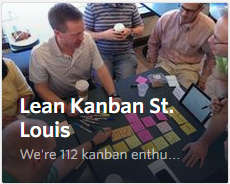 Lean Kanban St.
Louis
We're 112 kanban enthu...